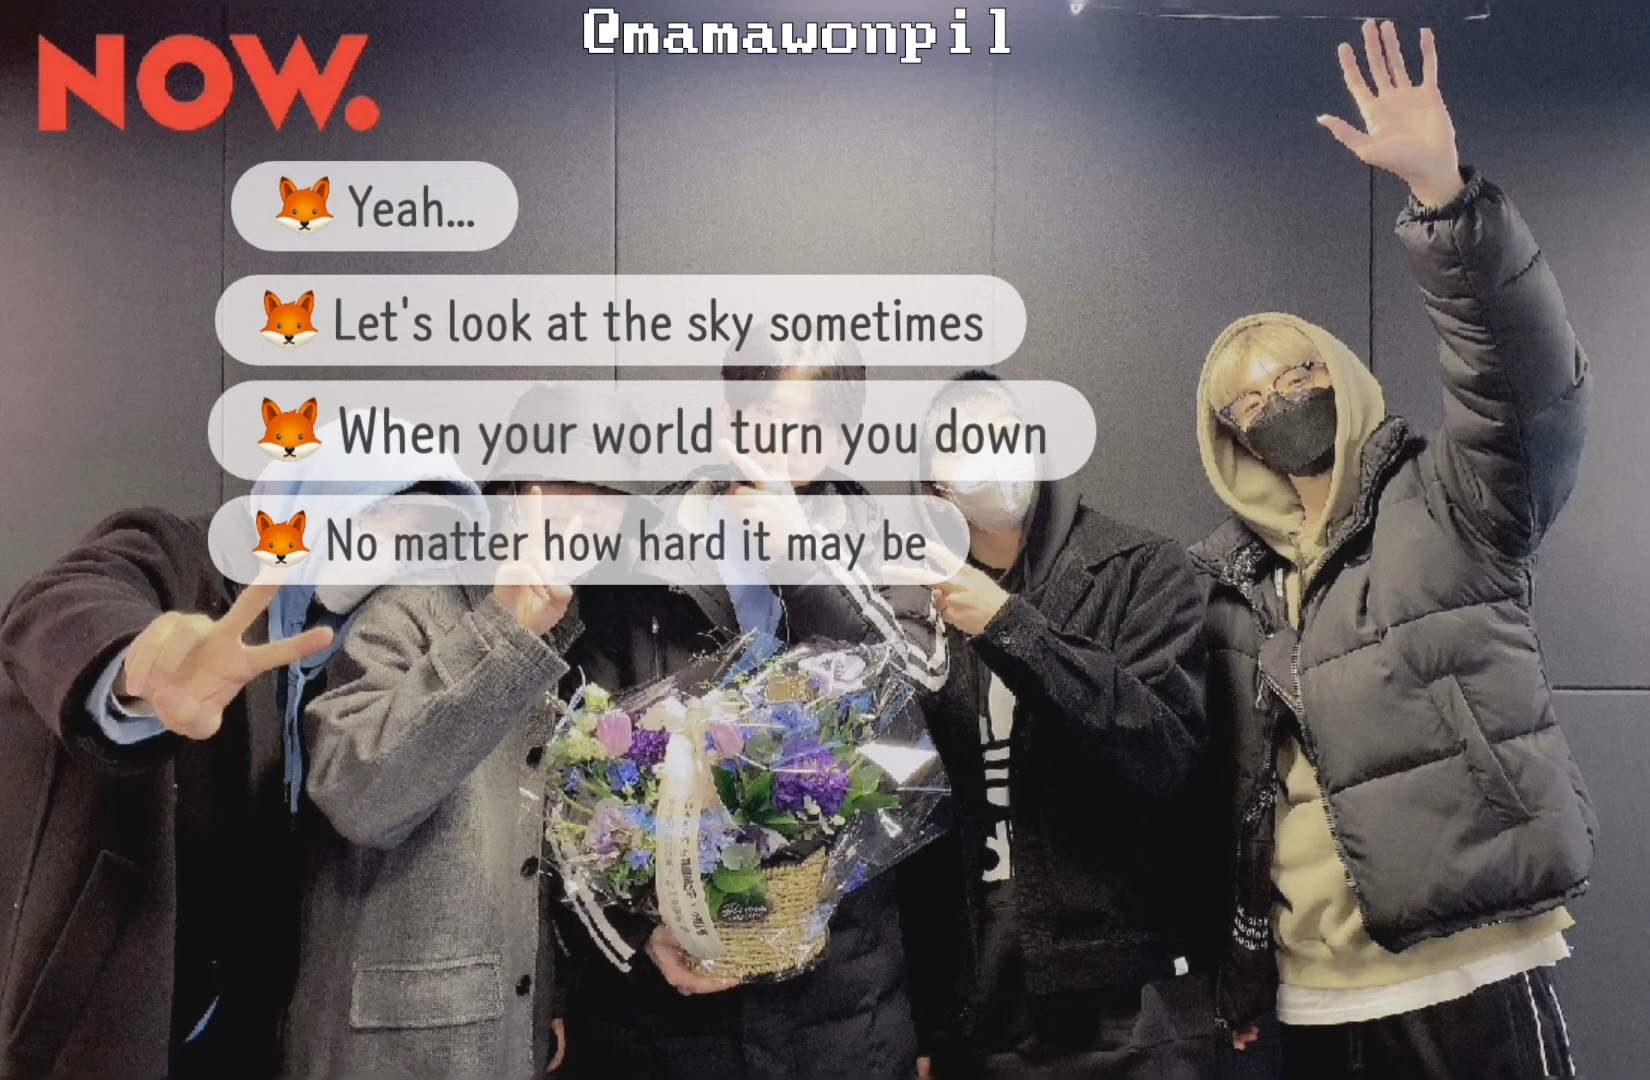 @mamawonpil
NOW.
🦊 Yeah...
🦊 Let's look at the sky sometimes
🦊 When your world turn you down
🦊 No matter how hard it may be